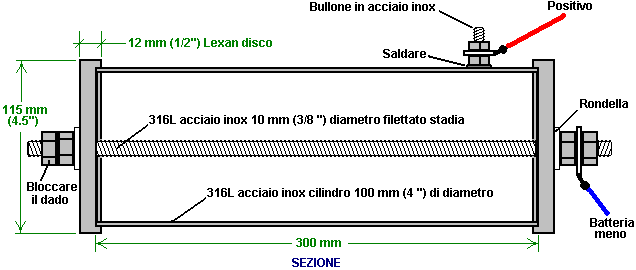 Bullone in acciaio inox
Positivo
12 mm (1/2") Lexan disco
Saldare
115 mm
(4.5")
316L acciaio inox 10 mm (3/8 ") diametro filettato stadia
Rondella
Bloccare
il dado
316L acciaio inox cilindro 100 mm (4 ") di diametro
Batteria
meno
300 mm
SEZIONE